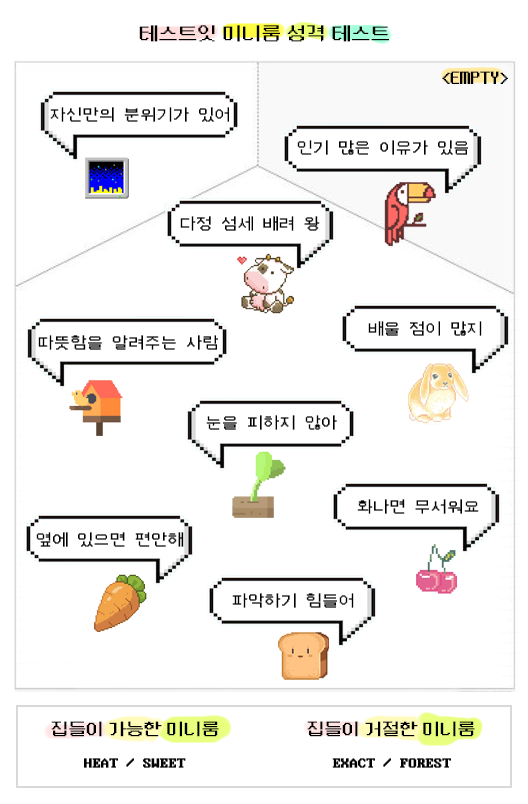 테스트잇 미니룸 성격 테스트
<EMPTY>
자신만의 분위기가 있어
인기 많은 이유가 있음
다정 섬세 배려 왕
따뜻함을 알려주는 사람
배울 점이 많지
눈을 피하지 않아
화나면 무서워요
옆에 있으면 편안해
파악하기 힘들어
집들이 가능한 미니룸
HEAT / SWEET
집들이 거절한 미니룸
EXACT / FOREST